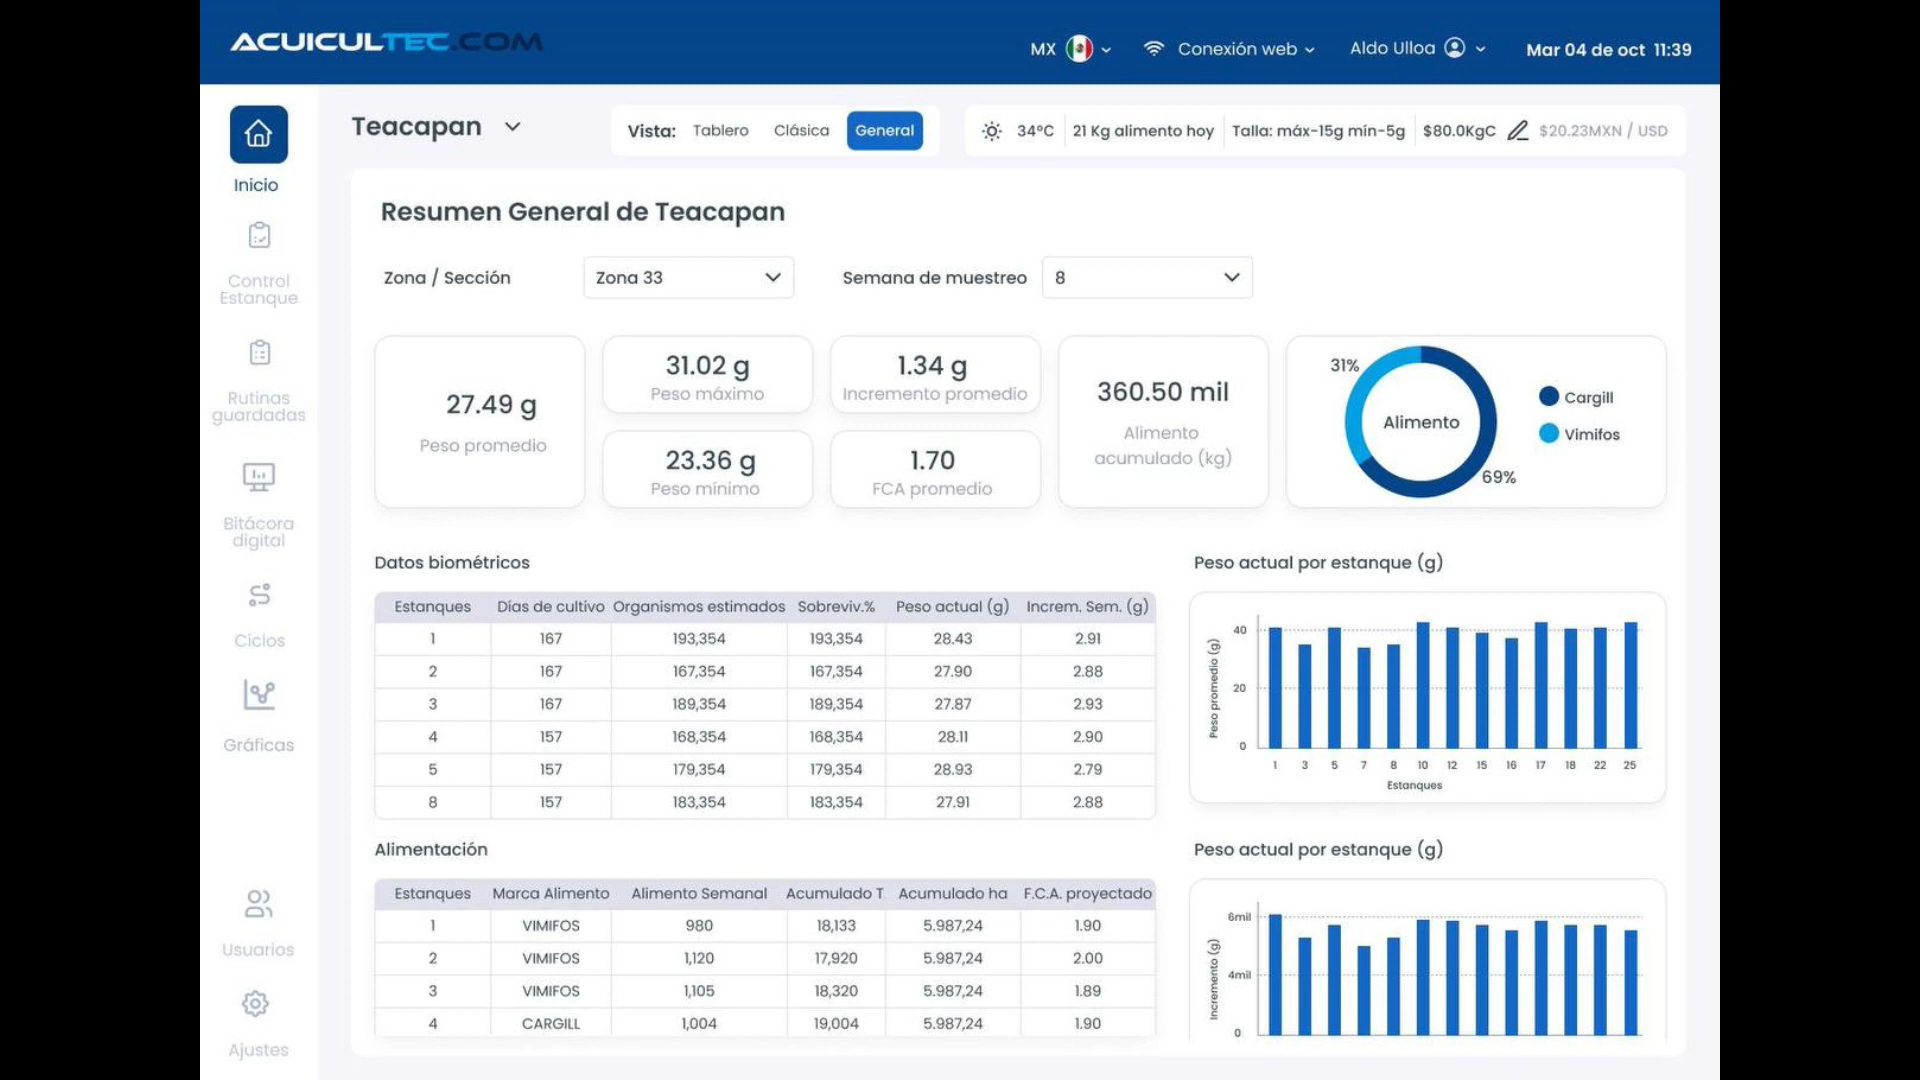 ACUICULTEC.COM
MX
Conexión web
Aldo Ulloa
Mar 04 de oct 11:39
Inicio
Control
Estanque
Rutinas
guardadas
Bitácora
digital
Ciclos
Gráficas
Usuarios
Ajustes
Teacapan
Vista: Tablero Clásica General
34°C 21 Kg alimento hoy Talla: máx-15g mín-5g $80.0KgC $20.23MXN / USD
Resumen General de Teacapan
Zona / Sección Zona 33 Semana de muestreo 8
27.49 g
Peso promedio
31.02 g
Peso máximo
23.36 g
Peso mínimo
1.34 g
Incremento promedio
1.70
FCA promedio
360.50 mil
Alimento
acumulado (kg)
31%
Alimento
69%
Cargill
Vimifos
Datos biométricos
Estanques Días de cultivo Organismos estimados Sobreviv.% Peso actual (g) Increm. Sem. (g)
1 167 193,354 193,354 28.43 2.91
2 167 167,354 167,354 27.90 2.88
3 167 189,354 189,354 27.87 2.93
4 157 168,354 168,354 28.11 2.90
5 157 179,354 179,354 28.93 2.79
8 157 183,354 183,354 27.91 2.88
Peso actual por estanque (g)
Peso promedio (g)
40
20
0
1 3 5 7 8 10 12 15 16 17 18 22 25
Estanques
Alimentación
Estanques Marca Alimento Alimento Semanal Acumulado T. Acumulado ha F.C.A. proyectado
1 VIMIFOS 980 18,133 5.987,24 1.90
2 VIMIFOS 1,120 17,920 5.987,24 2.00
3 VIMIFOS 1,105 18,320 5.987,24 1.89
4 CARGILL 1,004 19,004 5.987,24 1.90
Peso actual por estanque (g)
Incremento (g)
6mil
4mil
0